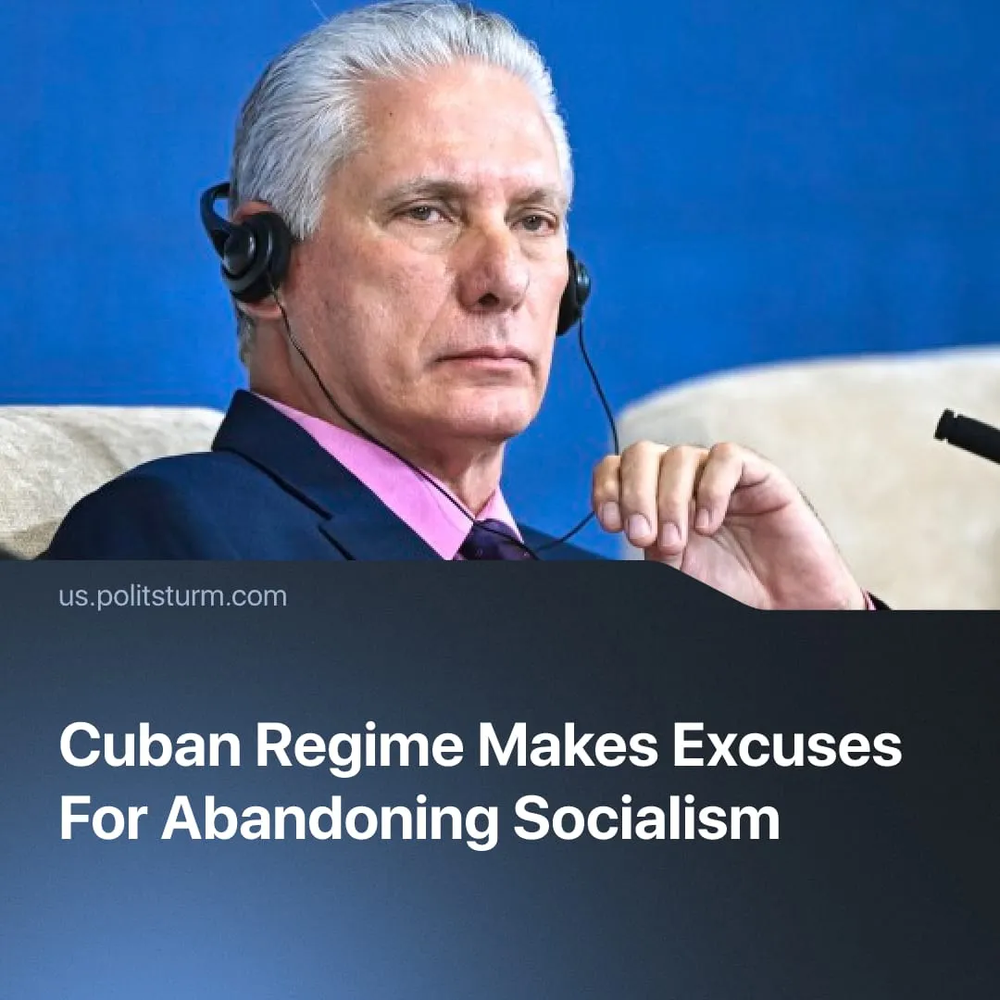 us.politsturm.com
Cuban Regime Makes Excuses
For Abandoning Socialism